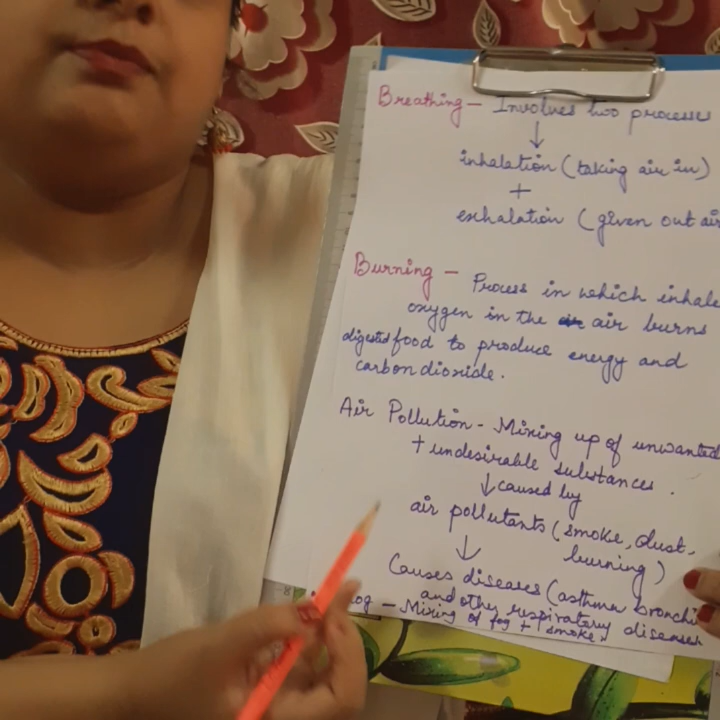 Breathing - Involves two processes
↓
inhalation (taking air in)
+
exhalation (given out air
Burning - Process in which inhale
oxygen in the air burns
digested food to produce energy and
carbon dioxide.
Air Pollution - Mixing up of unwanted
+ undesirable substances.
↓ caused by
air pollutants (smoke, dust,
burning)
↓
Causes diseases (asthma bronchi
and other respiratory diseases
og - Mixing of fog + smoke